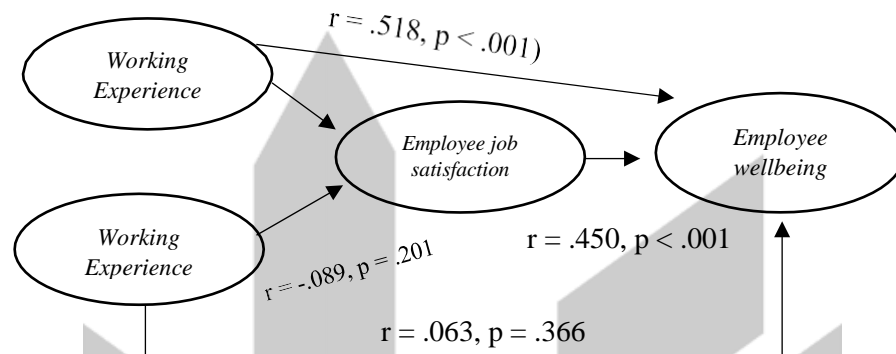 r = .518, p < .001)
Working
Experience
Employee job
satisfaction
Employee
wellbeing
Working
Experience
r = -.089, p = .201
r = .450, p < .001
r = .063, p = .366